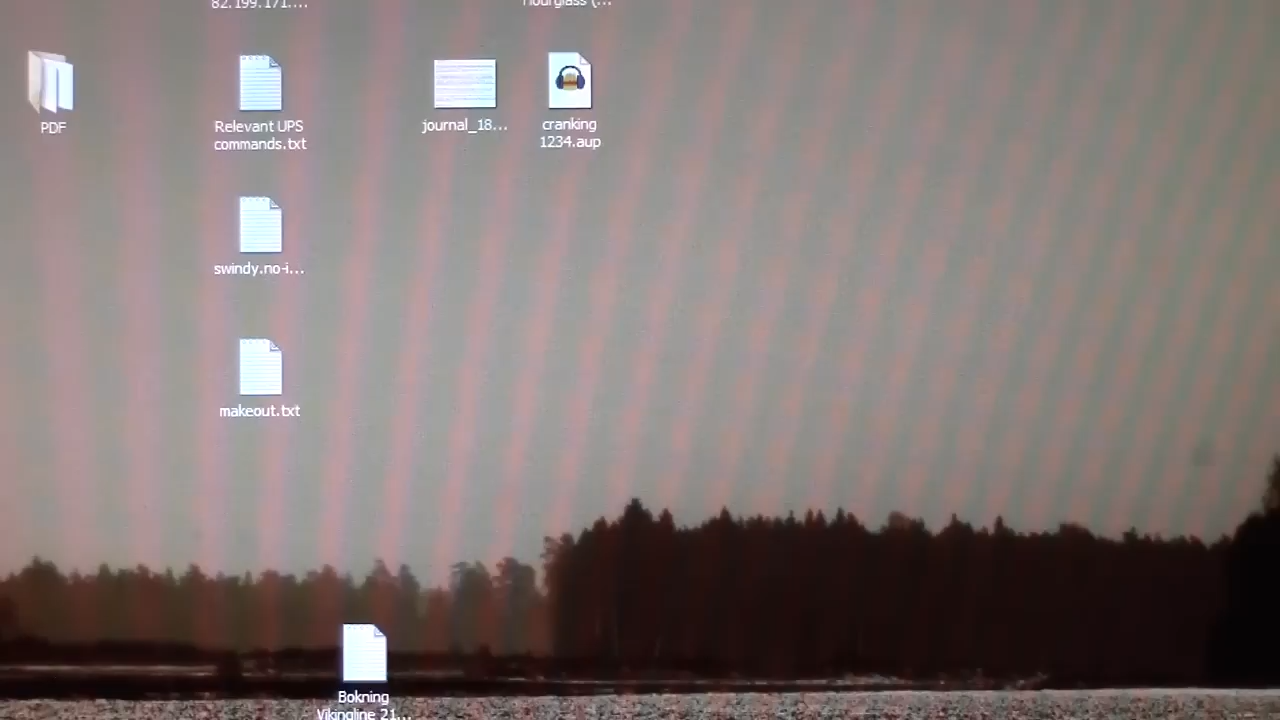 82.199.171....
Hourglass (...
PDF
Relevant UPS
commands.txt
journal_18...
cranking
1234.aup
swindy.no-i...
makeout.txt
Bokning
Vikingline 21...